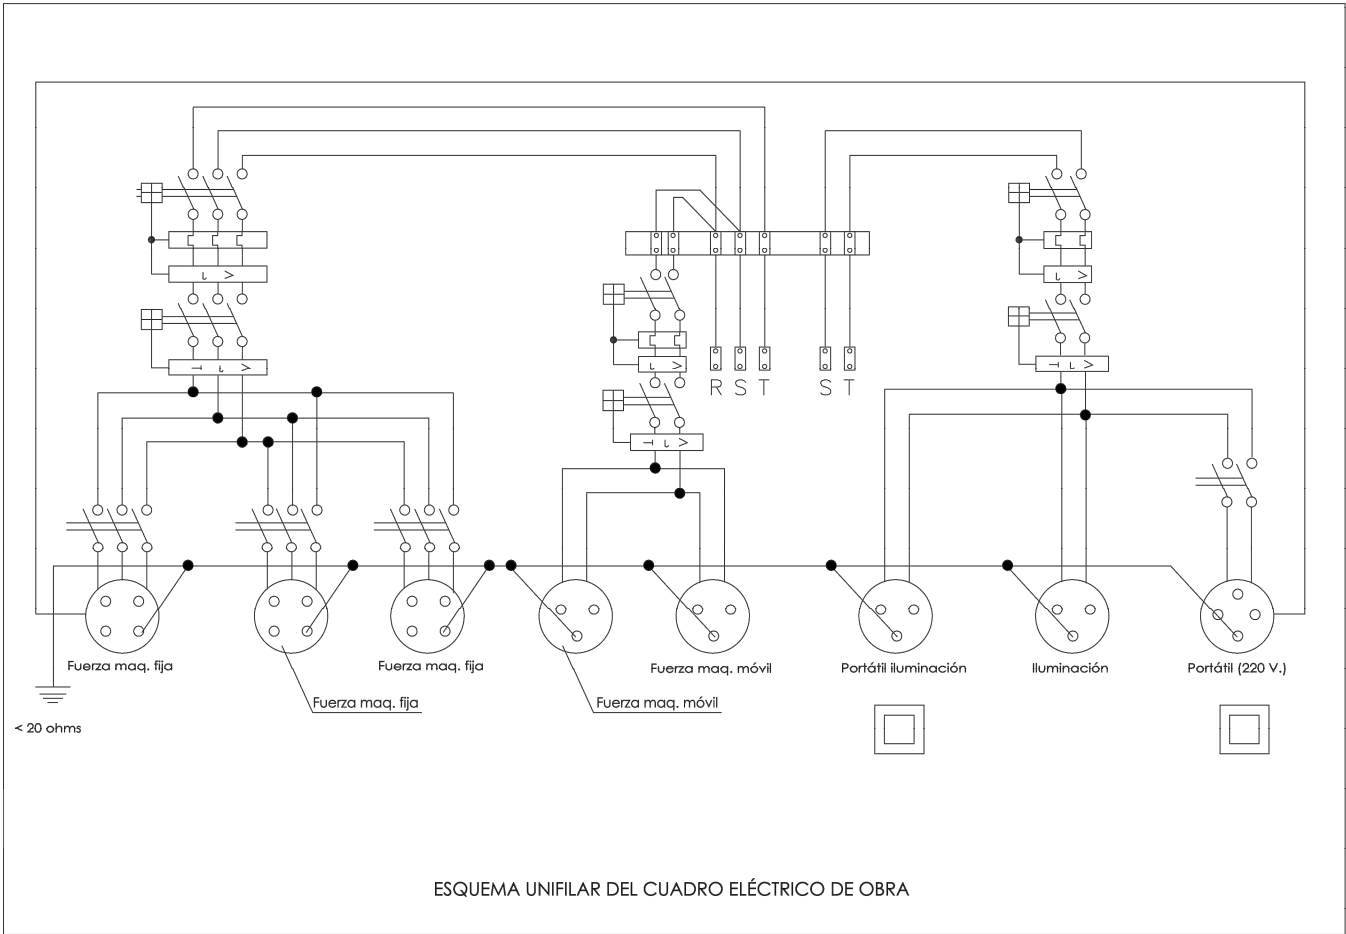 R S T S T
Fuerza maq. fija
Fuerza maq. fija
Fuerza maq. móvil
Portátil iluminación
Iluminación
Portátil (220 V.)
Fuerza maq. fija
Fuerza maq. móvil
< 20 ohms
ESQUEMA UNIFILAR DEL CUADRO ELÉCTRICO DE OBRA